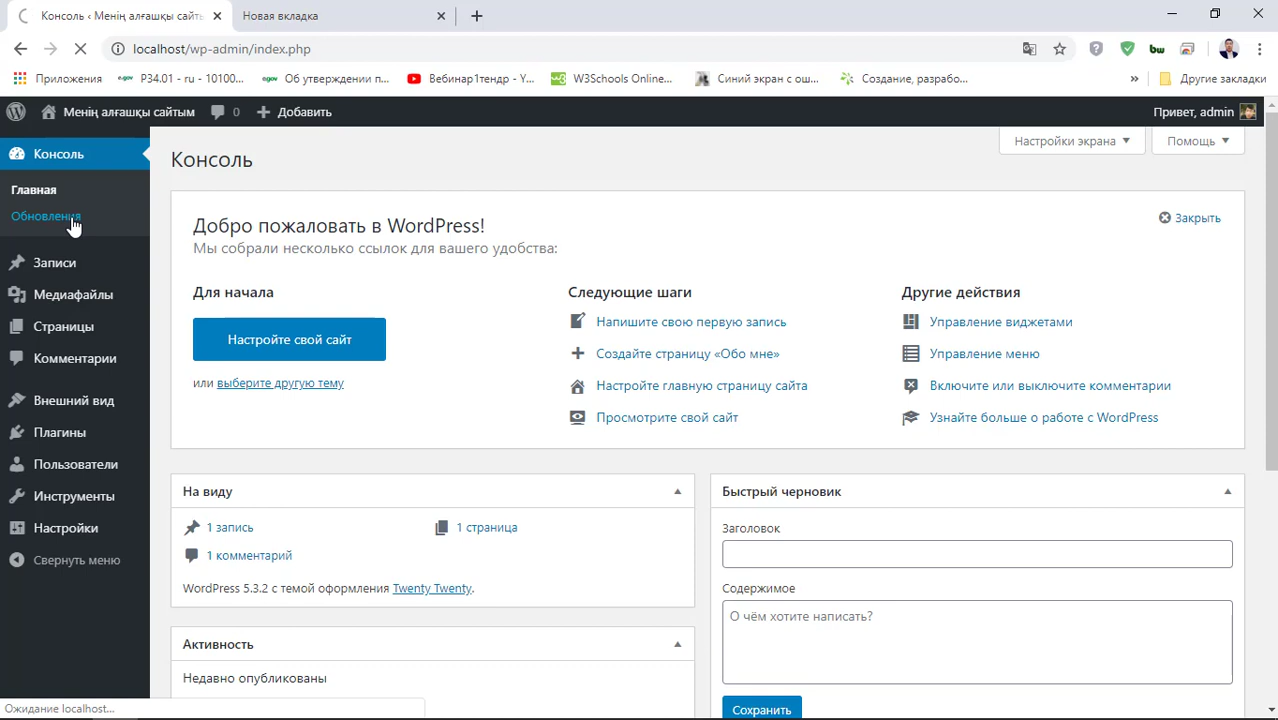 Консоль ‹ Менің алғашқы сайты
Новая вкладка
localhost/wp-admin/index.php
Приложения
P34.01 - ru - 10100...
Об утверждении п...
Вебинар1тендр - Y...
W3Schools Online...
Синий экран с ош...
Создание, разрабо...
»
Другие закладки
Менің алғашқы сайтым
0
Добавить
Привет, admin
Консоль
Главная
Обновления
Записи
Медиафайлы
Страницы
Комментарии
Внешний вид
Плагины
Пользователи
Инструменты
Настройки
Свернуть меню
Консоль
Настройки экрана
Помощь
Добро пожаловать в WordPress!
Мы собрали несколько ссылок для вашего удобства:
Закрыть
Для начала
Настройте свой сайт
или выберите другую тему
Следующие шаги
Напишите свою первую запись
Создайте страницу «Обо мне»
Настройте главную страницу сайта
Просмотрите свой сайт
Другие действия
Управление виджетами
Управление меню
Включите или выключите комментарии
Узнайте больше о работе с WordPress
На виду
1 запись
1 страница
1 комментарий
WordPress 5.3.2 с темой оформления Twenty Twenty.
Активность
Недавно опубликованы
Быстрый черновик
Заголовок
Содержимое
О чём хотите написать?
Сохранить
Ожидание localhost...